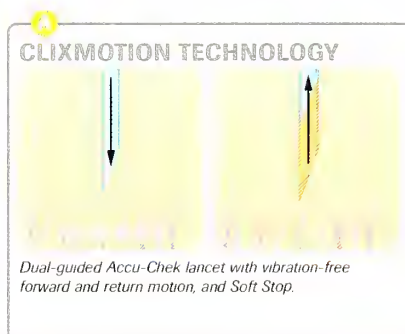 A
CLIXMOTION TECHNOLOGY
Dual-guided Accu-Chek lancet with vibration-free
forward and return motion, and Soft Stop.